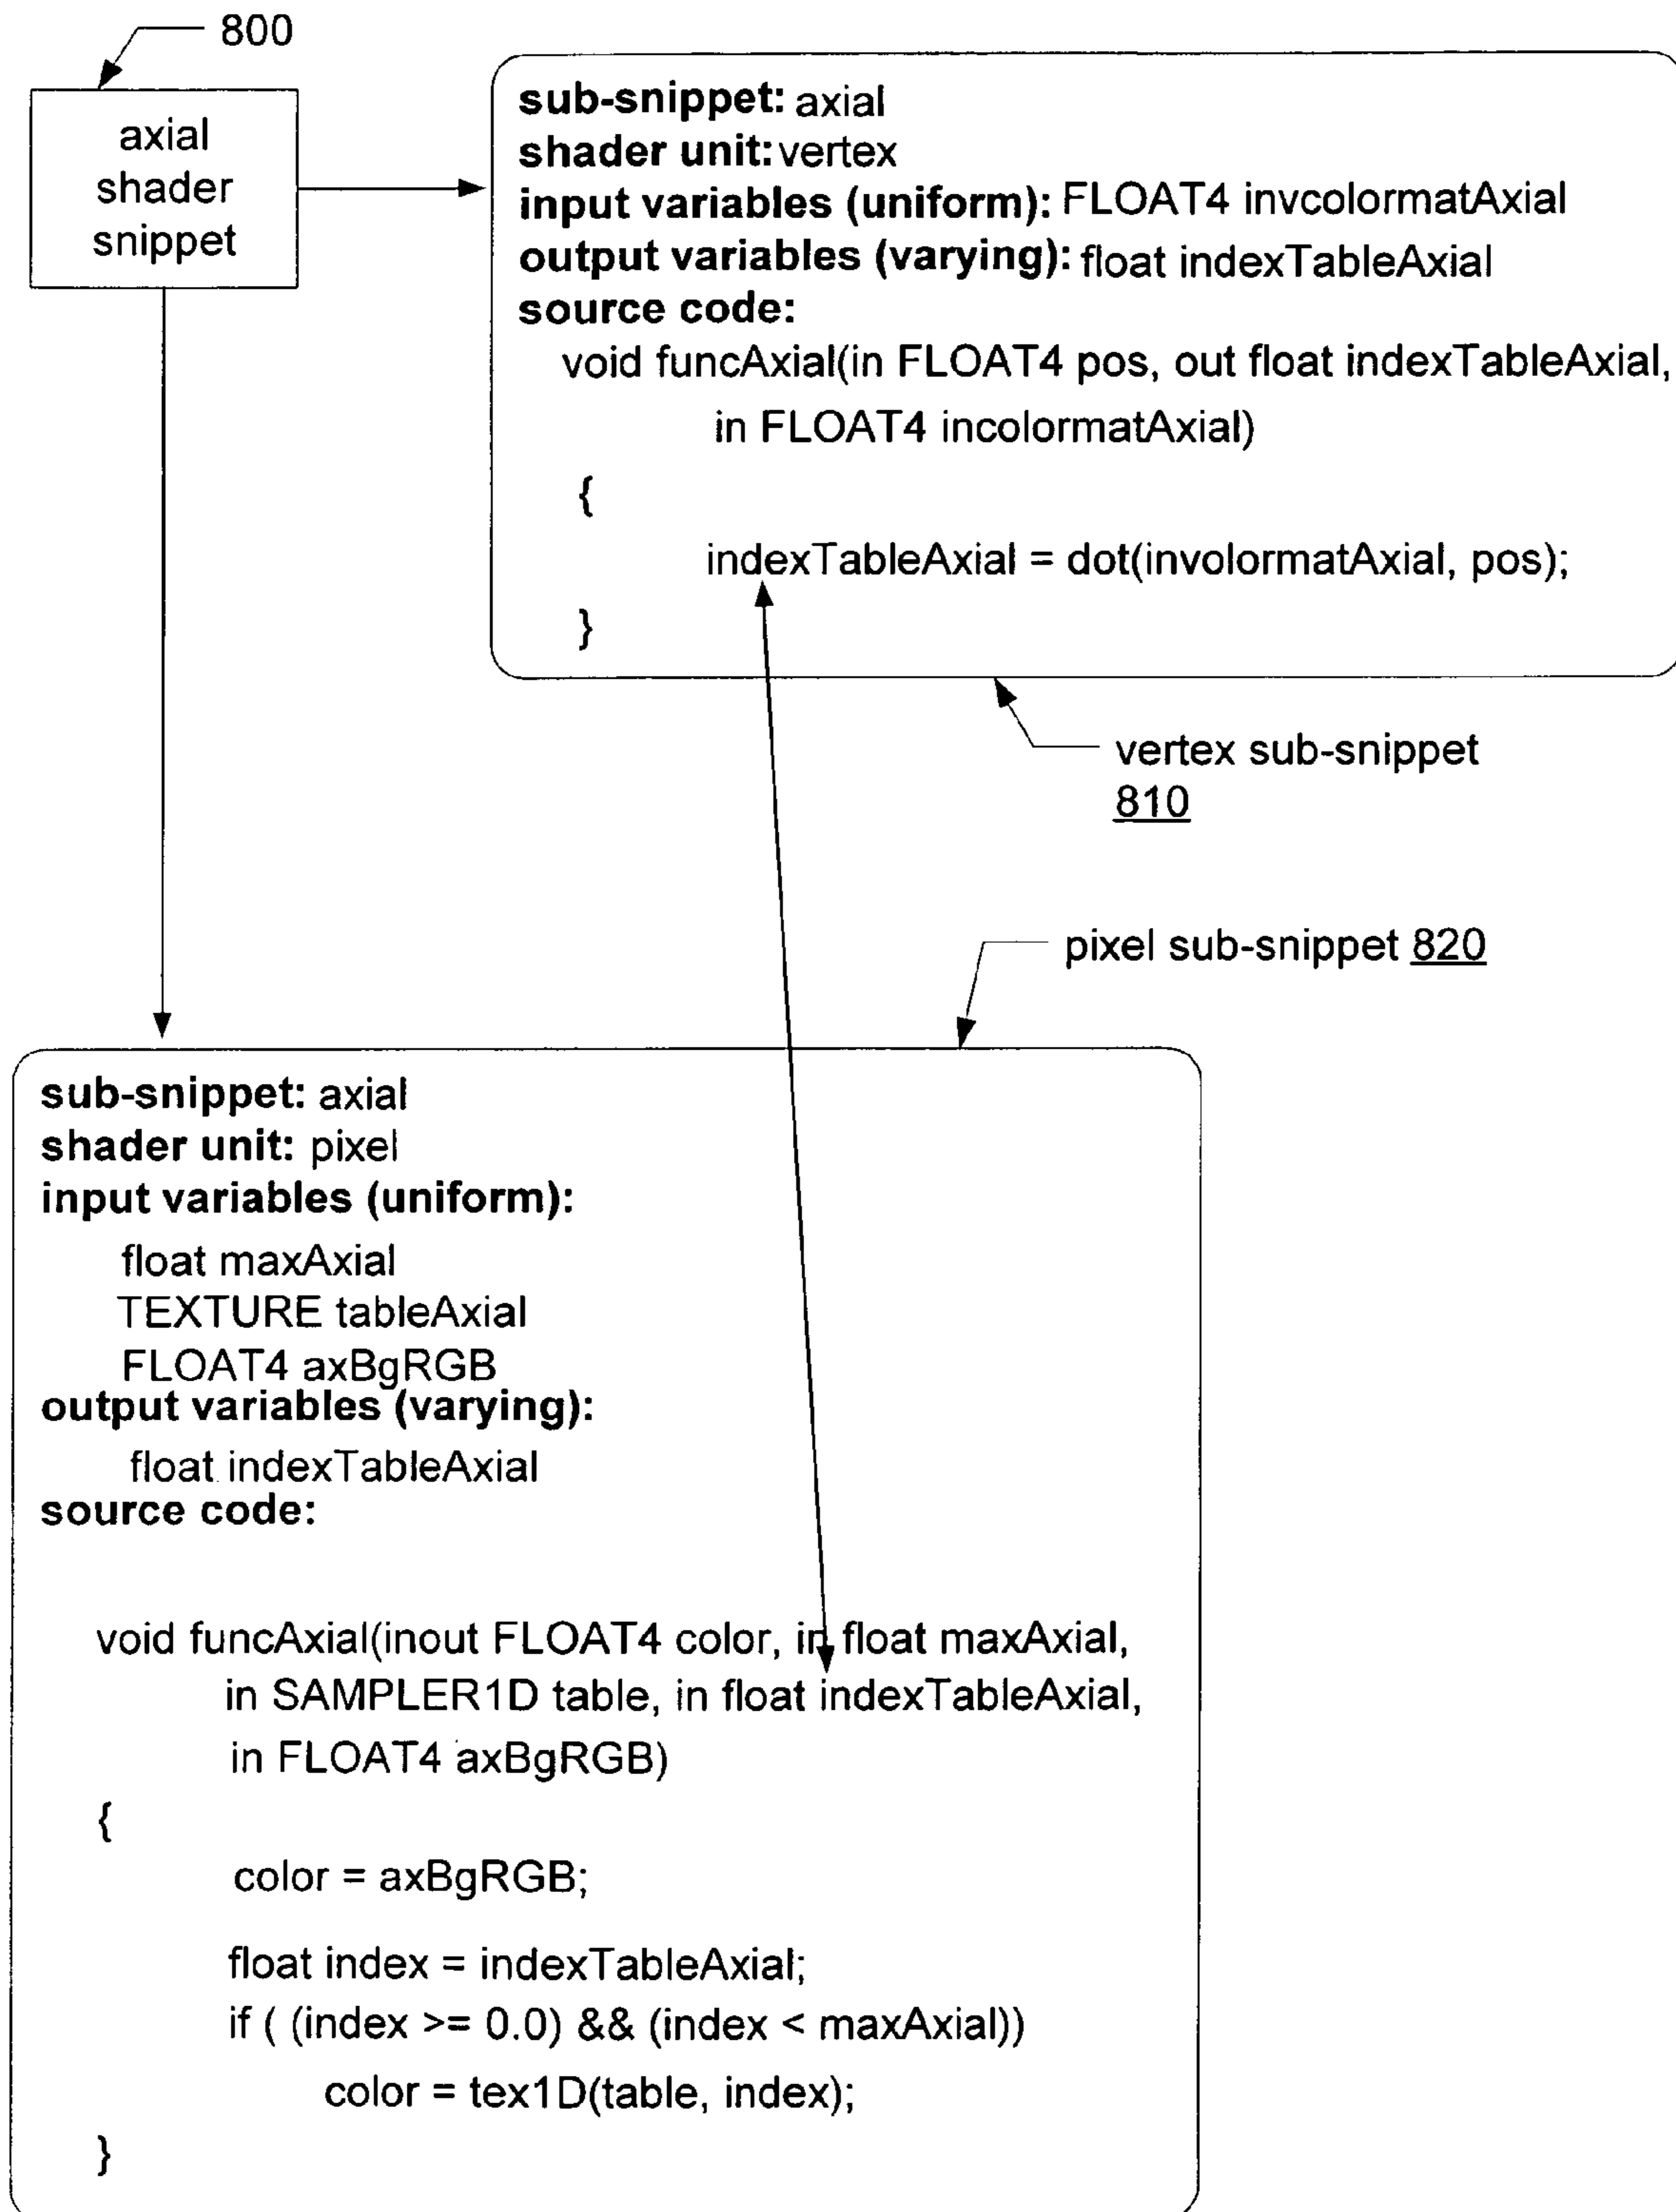 800
axial
shader
snippet
sub-snippet: axial
shader unit: vertex
input variables (uniform): FLOAT4 invcolormatAxial
output variables (varying): float indexTableAxial
source code:
void funcAxial(in FLOAT4 pos, out float indexTableAxial,
in FLOAT4 incolormatAxial)
{
indexTableAxial = dot(involormatAxial, pos);
}
vertex sub-snippet
810
pixel sub-snippet 820
sub-snippet: axial
shader unit: pixel
input variables (uniform):
float maxAxial
TEXTURE tableAxial
FLOAT4 axBgRGB
output variables (varying):
float indexTableAxial
source code:
void funcAxial(inout FLOAT4 color, in float maxAxial,
in SAMPLER1D table, in float indexTableAxial,
in FLOAT4 axBgRGB)
{
color = axBgRGB;
float index = indexTableAxial;
if ( (index >= 0.0) && (index < maxAxial))
color = tex1D(table, index);
}